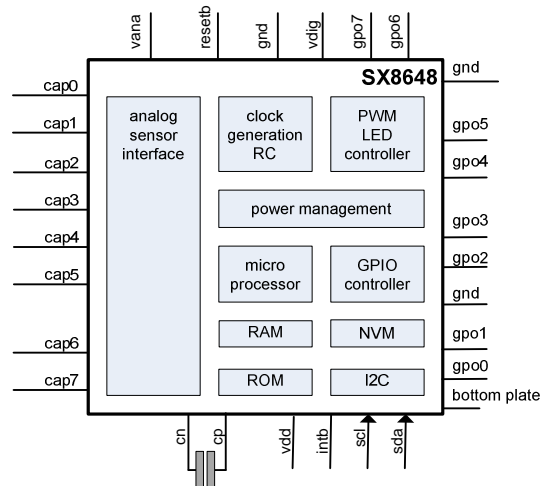 vana
resetb
gnd
vdig
gpo7
gpo6
SX8648
gnd
cap0
cap1
cap2
cap3
cap4
cap5
cap6
cap7
analog
sensor
interface
clock
generation
RC
PWM
LED
controller
power management
micro
processor
GPIO
controller
RAM
NVM
ROM
I2C
gpo5
gpo4
gpo3
gpo2
gnd
gpo1
gpo0
bottom plate
cn
cp
vdd
intb
scl
sda